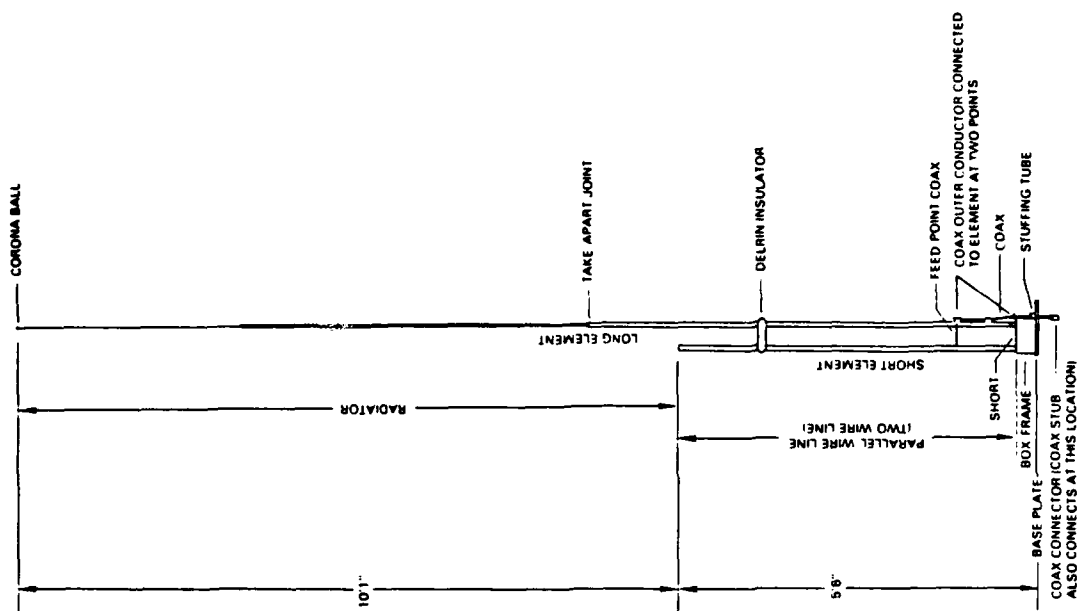 CORONA BALL
TAKE APART JOINT
DELRIN INSULATOR
FEED POINT COAX
COAX OUTER CONDUCTOR CONNECTED
TO ELEMENT AT TWO POINTS
COAX
STUFFING TUBE
LONG ELEMENT
SHORT ELEMENT
RADIATOR
PARALLEL WIRE LINE
(TWO WIRE LINE)
SHORT
BOX FRAME
BASE PLATE
COAX CONNECTOR (COAX STUB
ALSO CONNECTS AT THIS LOCATION)
10'1"
5'8"